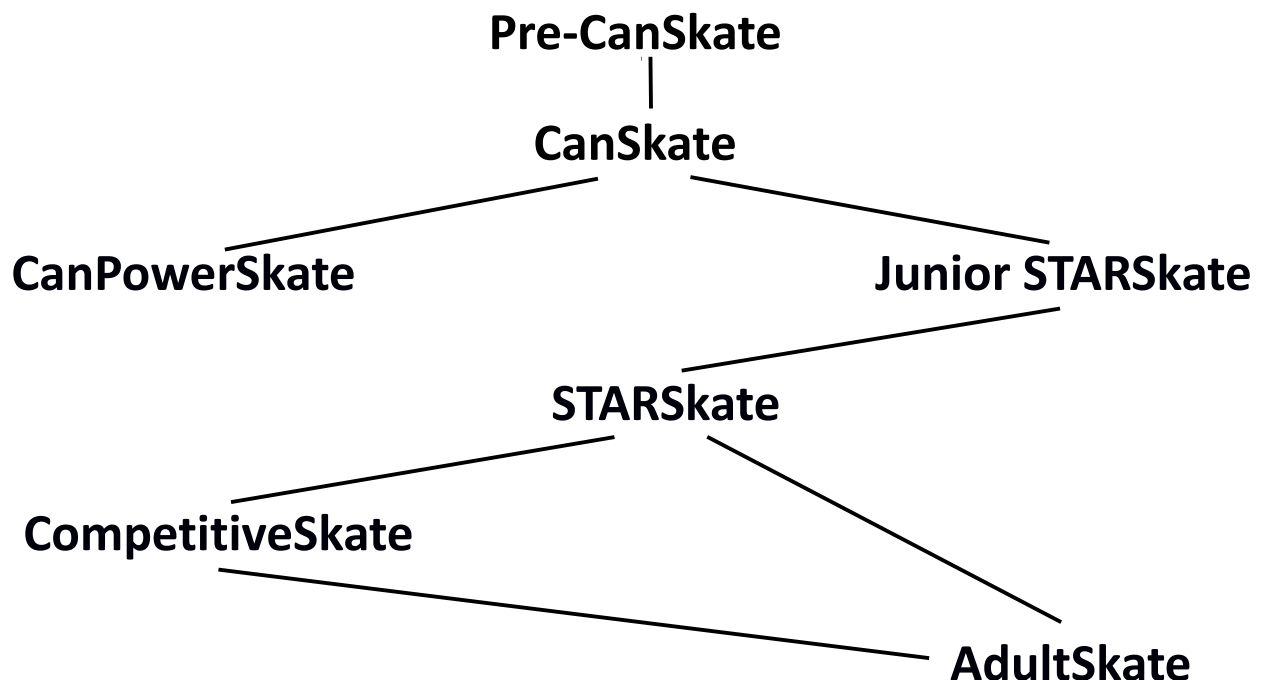 Pre-CanSkate
CanSkate
CanPowerSkate
Junior STARSkate
STARSkate
CompetitiveSkate
AdultSkate